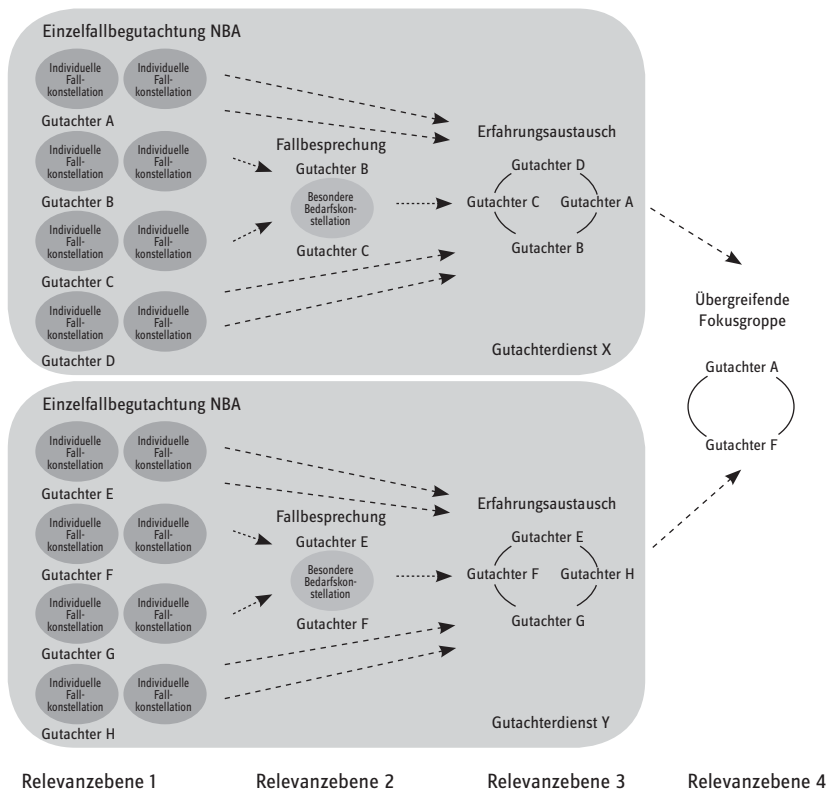 Einzelfallbegutachtung NBA
Individuelle
Fall-
konstellation
Individuelle
Fall-
konstellation
Gutachter A
Individuelle
Fall-
konstellation
Individuelle
Fall-
konstellation
Gutachter B
Individuelle
Fall-
konstellation
Individuelle
Fall-
konstellation
Gutachter C
Individuelle
Fall-
konstellation
Individuelle
Fall-
konstellation
Gutachter D
Fallbesprechung
Gutachter B
Besondere
Bedarfskon-
stellation
Gutachter C
Erfahrungsaustausch
Gutachter D
Gutachter C Gutachter A
Gutachter B
Gutachterdienst X
Einzelfallbegutachtung NBA
Individuelle
Fall-
konstellation
Individuelle
Fall-
konstellation
Gutachter E
Individuelle
Fall-
konstellation
Individuelle
Fall-
konstellation
Gutachter F
Individuelle
Fall-
konstellation
Individuelle
Fall-
konstellation
Gutachter G
Individuelle
Fall-
konstellation
Individuelle
Fall-
konstellation
Gutachter H
Fallbesprechung
Gutachter E
Besondere
Bedarfskon-
stellation
Gutachter F
Erfahrungsaustausch
Gutachter E
Gutachter F Gutachter H
Gutachter G
Gutachterdienst Y
Übergreifende
Fokusgruppe
Gutachter A
Gutachter F
Relevanzebene 1 Relevanzebene 2 Relevanzebene 3 Relevanzebene 4